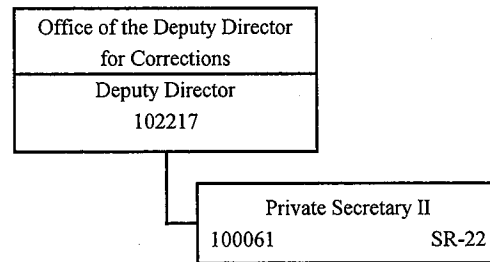 Office of the Deputy Director
for Corrections
Deputy Director
102217
Private Secretary II
100061 SR-22